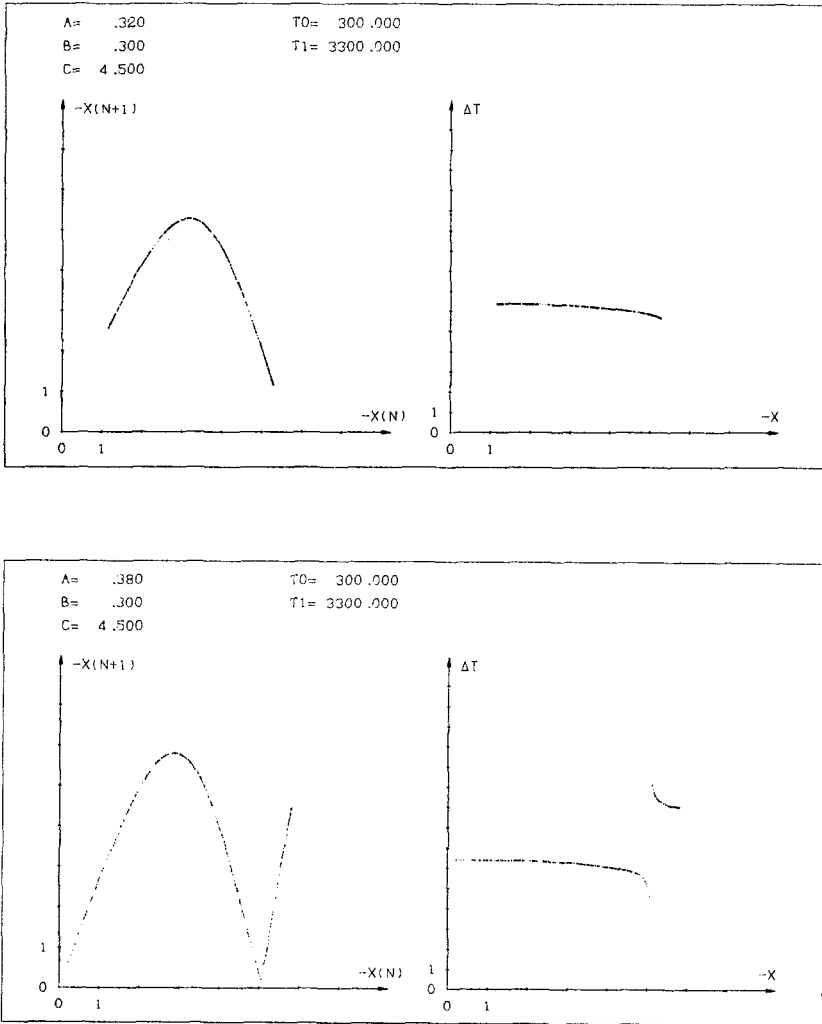 A= .320 T0= 300.000
B= .300 T1= 3300.000
C= 4.500
-X(N+1)
1
0
0 1
-X(N)
ΔT
1
0
0 1
-X
A= .380 T0= 300.000
B= .300 T1= 3300.000
C= 4.500
-X(N+1)
1
0
0 1
-X(N)
ΔT
1
0
0 1
-X